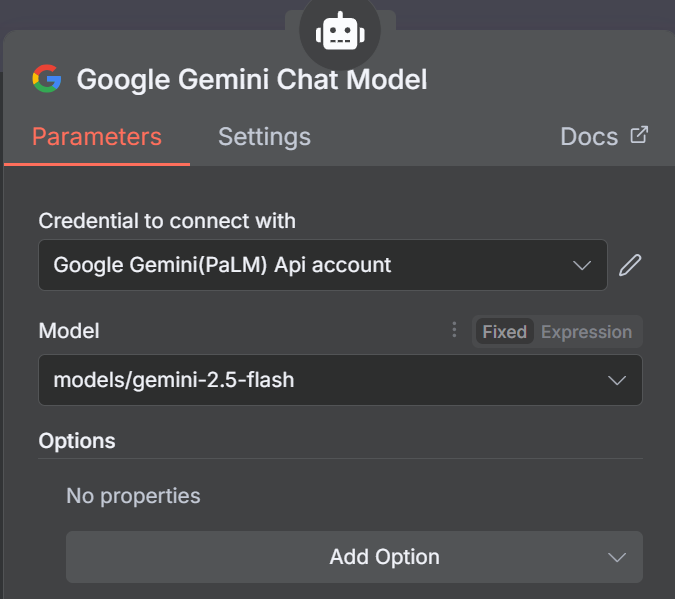 Google Gemini Chat Model
Parameters Settings Docs
Credential to connect with
Google Gemini(PaLM) Api account
Model Fixed Expression
models/gemini-2.5-flash
Options
No properties
Add Option